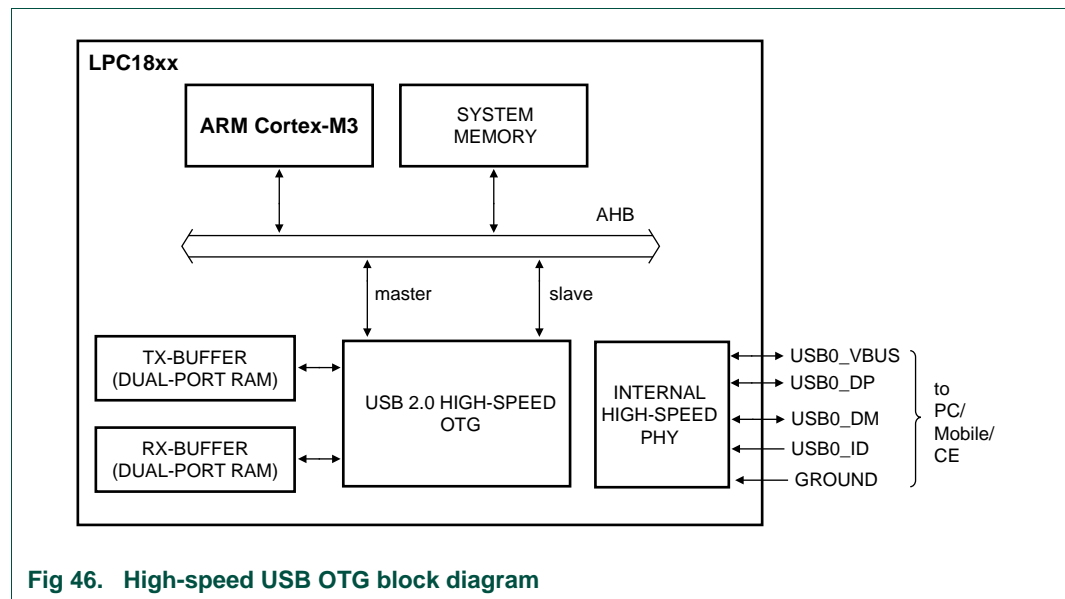 LPC18xx
ARM Cortex-M3
SYSTEM
MEMORY
AHB
master
slave
TX-BUFFER
(DUAL-PORT RAM)
RX-BUFFER
(DUAL-PORT RAM)
USB 2.0 HIGH-SPEED
OTG
INTERNAL
HIGH-SPEED
PHY
USB0_VBUS
USB0_DP
USB0_DM
USB0_ID
GROUND
to
PC/
Mobile/
CE
Fig 46. High-speed USB OTG block diagram